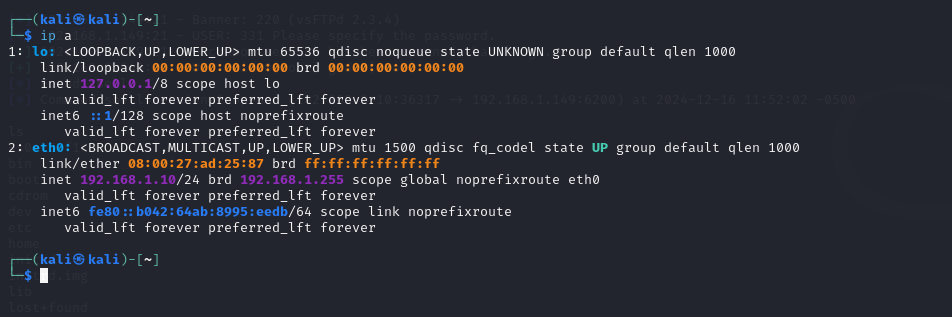 ┌──(kali㉿kali)-[~]
└─$ ip a
1: lo: <LOOPBACK,UP,LOWER_UP> mtu 65536 qdisc noqueue state UNKNOWN group default qlen 1000
    link/loopback 00:00:00:00:00:00 brd 00:00:00:00:00:00
    inet 127.0.0.1/8 scope host lo
       valid_lft forever preferred_lft forever
    inet6 ::1/128 scope host noprefixroute
       valid_lft forever preferred_lft forever
2: eth0: <BROADCAST,MULTICAST,UP,LOWER_UP> mtu 1500 qdisc fq_codel state UP group default qlen 1000
    link/ether 08:00:27:ad:25:87 brd ff:ff:ff:ff:ff:ff
    inet 192.168.1.10/24 brd 192.168.1.255 scope global noprefixroute eth0
       valid_lft forever preferred_lft forever
    inet6 fe80::b042:64ab:8995:eedb/64 scope link noprefixroute
       valid_lft forever preferred_lft forever
┌──(kali㉿kali)-[~]
└─$